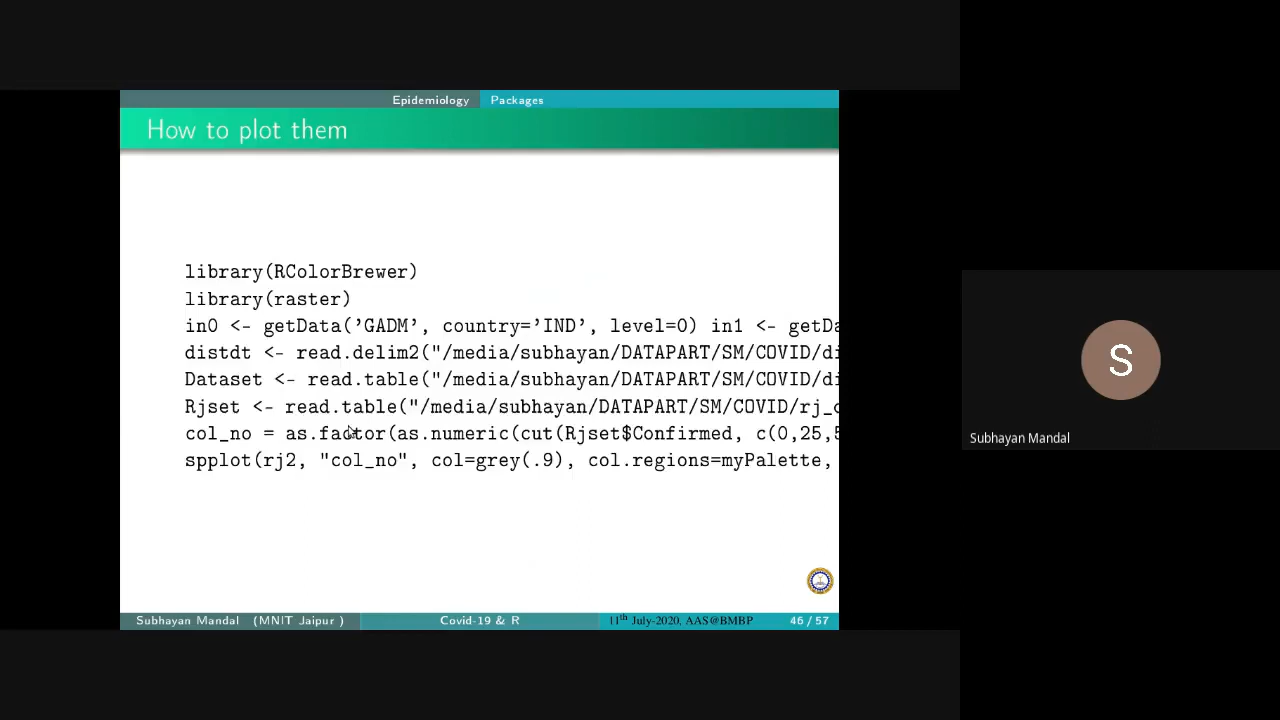 Epidemiology Packages
How to plot them
library(RColorBrewer)
library(raster)
in0 <- getData('GADM', country='IND', level=0) in1 <- getDa
distdt <- read.delim2("/media/subhayan/DATAPART/SM/COVID/di
Dataset <- read.table("/media/subhayan/DATAPART/SM/COVID/di
Rjset <- read.table("/media/subhayan/DATAPART/SM/COVID/rj_c
col_no = as.factor(as.numeric(cut(Rjset$Confirmed, c(0,25,5
spplot(rj2, "col_no", col=grey(.9), col.regions=myPalette,
Subhayan Mandal (MNIT Jaipur ) Covid-19 & R 11th July-2020, AAS@BMBP 46 / 57
S
Subhayan Mandal